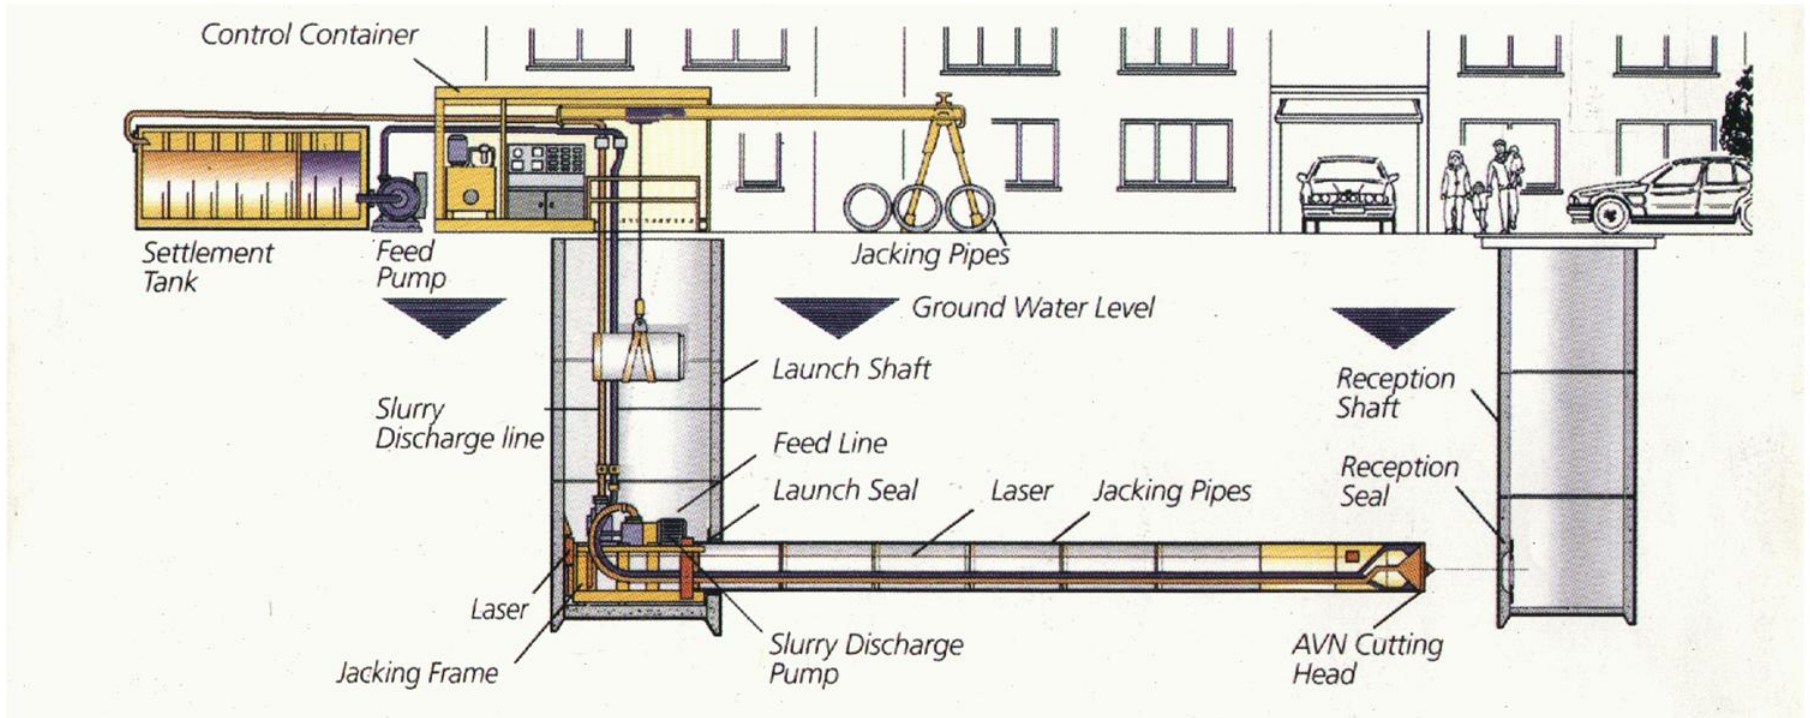 Control Container
Settlement
Tank
Feed
Pump
Jacking Pipes
Ground Water Level
Launch Shaft
Reception
Shaft
Slurry
Discharge line
Feed Line
Launch Seal
Laser
Jacking Pipes
Reception
Seal
Laser
Jacking Frame
Slurry Discharge
Pump
AVN Cutting
Head